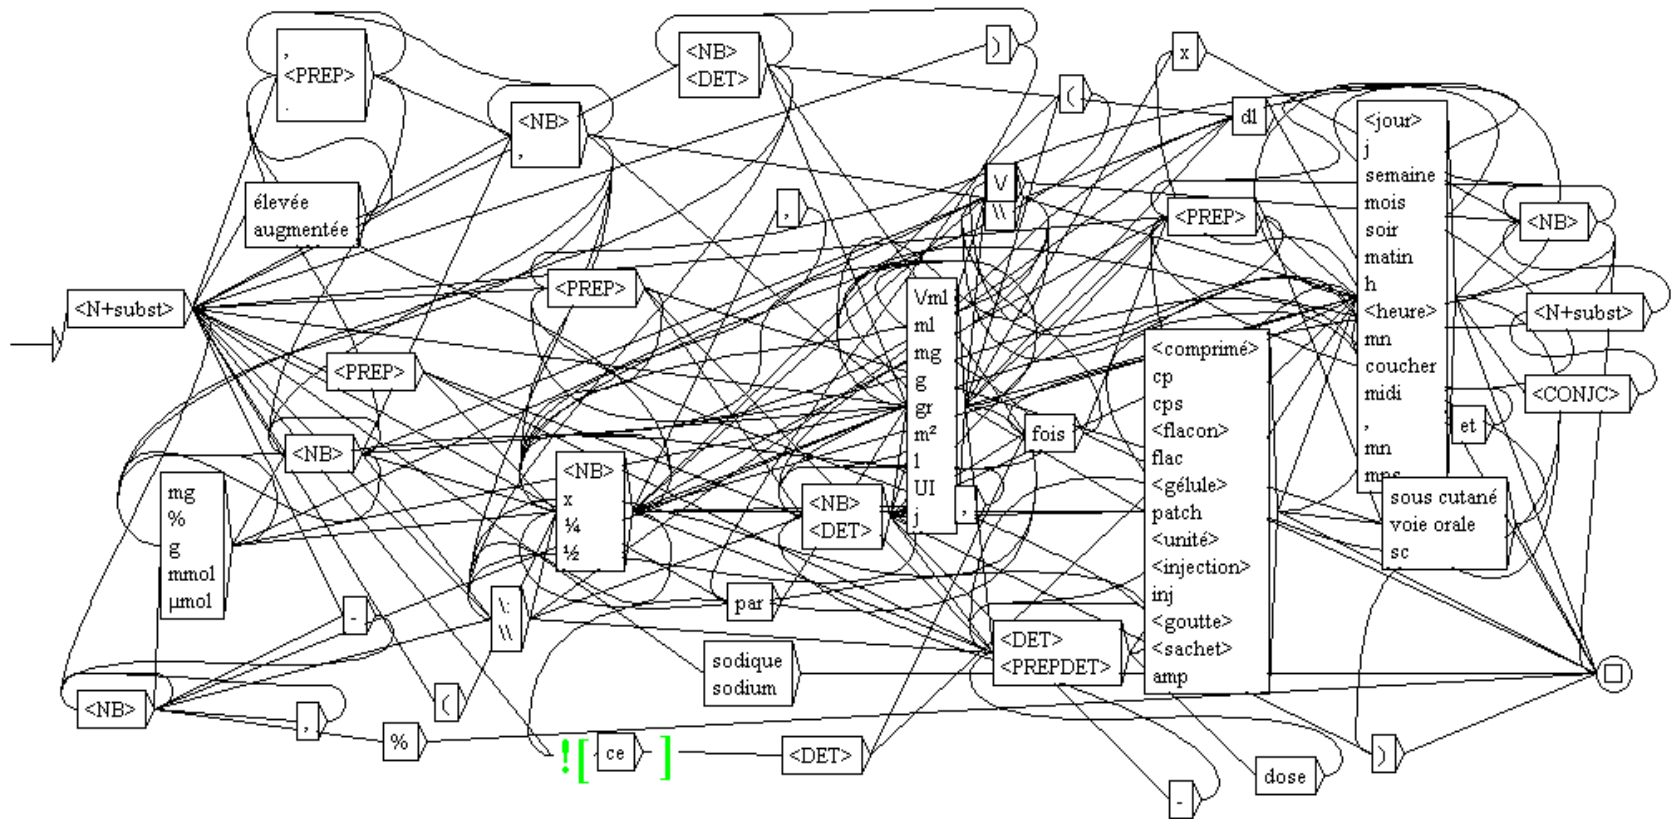 ,
<PREP>
.
<NB>
,
<NB>
<DET>
)
(
x
dl
élevée
augmentée
<N+subst>
<PREP>
<PREP>
<NB>
mg
%
g
mmol
µmol
<NB>
,
%
-
(
\:
\\
<NB>
x
¼
½
,
par
sodique
sodium
![ ce ]
<DET>
<NB>
<DET>
\/
\\
\/ml
ml
mg
g
gr
m²
l
UI
j
,
fois
<PREP>
<DET>
<PREPDET>
-
<comprimé>
cp
cps
<flacon>
flac
<gélule>
patch
<unité>
<injection>
inj
<goutte>
<sachet>
amp
dose
)
<jour>
j
semaine
mois
soir
matin
h
<heure>
mn
coucher
midi
,
mn
et
sous cutané
voie orale
sc
<NB>
<N+subst>
<CONJC>